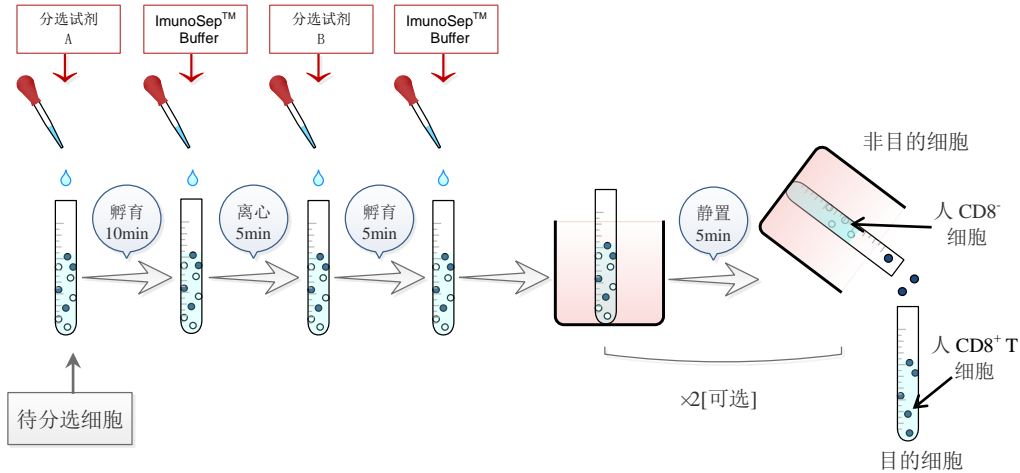 分选试剂
A
ImunoSep™
Buffer
分选试剂
B
ImunoSep™
Buffer
孵育
10min
离心
5min
孵育
5min
静置
5min
非目的细胞
人 CD8⁻
细胞
人 CD8⁺ T
细胞
×2[可选]
待分选细胞
目的细胞